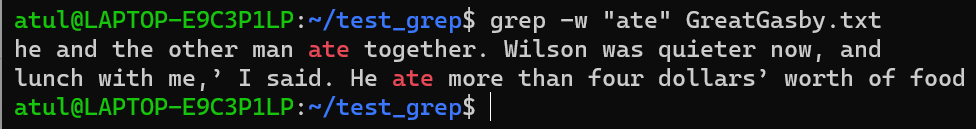 atul@LAPTOP-E9C3P1LP:~/test_grep$ grep -w "ate" GreatGasby.txt
he and the other man ate together. Wilson was quieter now, and
lunch with me,’ I said. He ate more than four dollars’ worth of food
atul@LAPTOP-E9C3P1LP:~/test_grep$